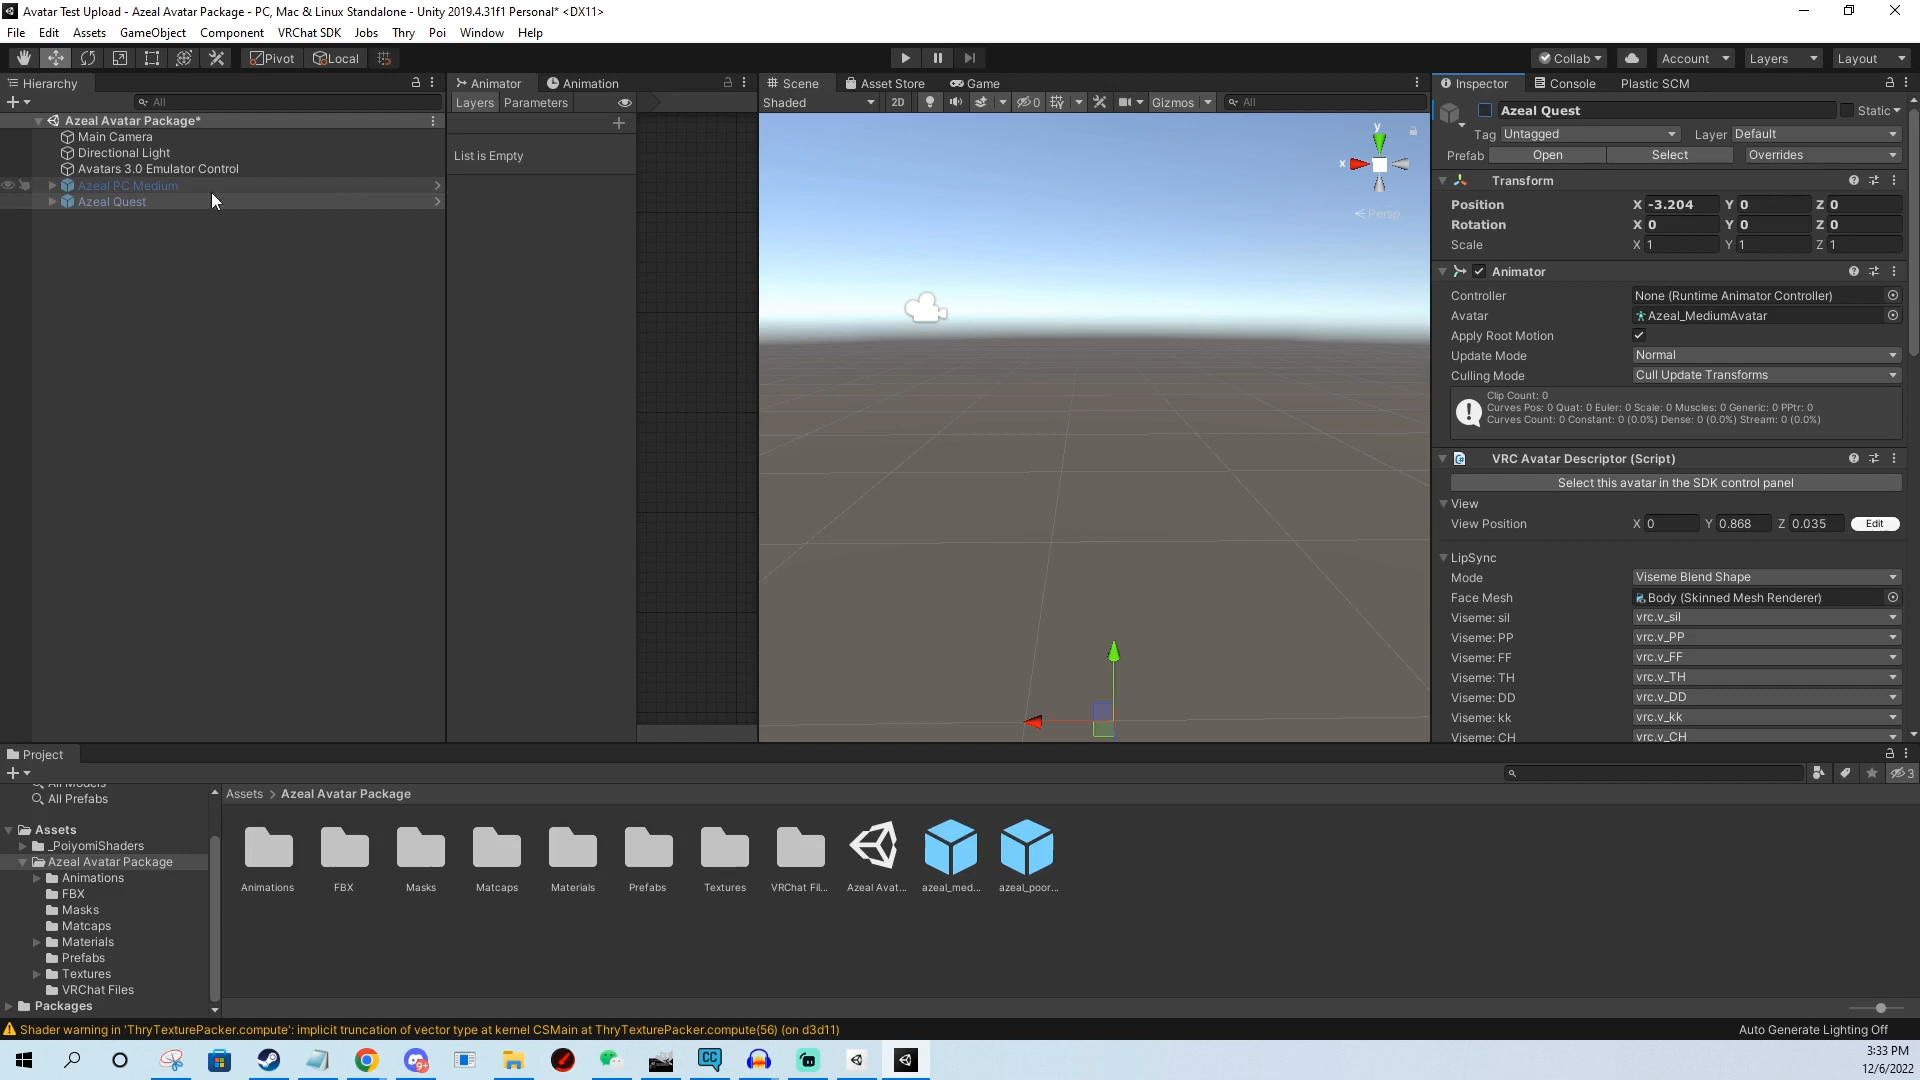 Avatar Test Upload - Azeal Avatar Package - PC, Mac & Linux Standalone - Unity 2019.4.31f1 Personal* <DX11>
File Edit Assets GameObject Component VRChat SDK Jobs Thry Poi Window Help
Pivot Local Collab Account Layers Layout
Hierarchy
All
Azeal Avatar Package*
Main Camera
Directional Light
Avatars 3.0 Emulator Control
Azeal PC Medium
Azeal Quest
Animator Animation
Layers Parameters
List is Empty
Scene Asset Store Game
Shaded 2D 0 Gizmos All
y
x
Persp
Inspector Console Plastic SCM
Azeal Quest Static
Tag Untagged Layer Default
Prefab Open Select Overrides
Transform
Position X -3.204 Y 0 Z 0
Rotation X 0 Y 0 Z 0
Scale X 1 Y 1 Z 1
Animator
Controller None (Runtime Animator Controller)
Avatar Azeal_MediumAvatar
Apply Root Motion
Update Mode Normal
Culling Mode Cull Update Transforms
Clip Count: 0
Curves Pos: 0 Quat: 0 Euler: 0 Scale: 0 Muscles: 0 Generic: 0 PPtr: 0
Curves Count: 0 Constant: 0 (0.0%) Dense: 0 (0.0%) Stream: 0 (0.0%)
VRC Avatar Descriptor (Script)
Select this avatar in the SDK control panel
View
View Position X 0 Y 0.868 Z 0.035 Edit
LipSync
Mode Viseme Blend Shape
Face Mesh Body (Skinned Mesh Renderer)
Viseme: sil vrc.v_sil
Viseme: PP vrc.v_PP
Viseme: FF vrc.v_FF
Viseme: TH vrc.v_TH
Viseme: DD vrc.v_DD
Viseme: kk vrc.v_kk
Viseme: CH vrc.v_CH
Project
3
All Models
All Prefabs
Assets
_PoiyomiShaders
Azeal Avatar Package
Animations
FBX
Masks
Matcaps
Materials
Prefabs
Textures
VRChat Files
Packages
Assets > Azeal Avatar Package
Animations FBX Masks Matcaps Materials Prefabs Textures VRChat Fil... Azeal Avat... azeal_med... azeal_poor...
Shader warning in 'ThryTexturePacker.compute': implicit truncation of vector type at kernel CSMain at ThryTexturePacker.compute(56) (on d3d11)
Auto Generate Lighting Off
CC
3:33 PM
12/6/2022